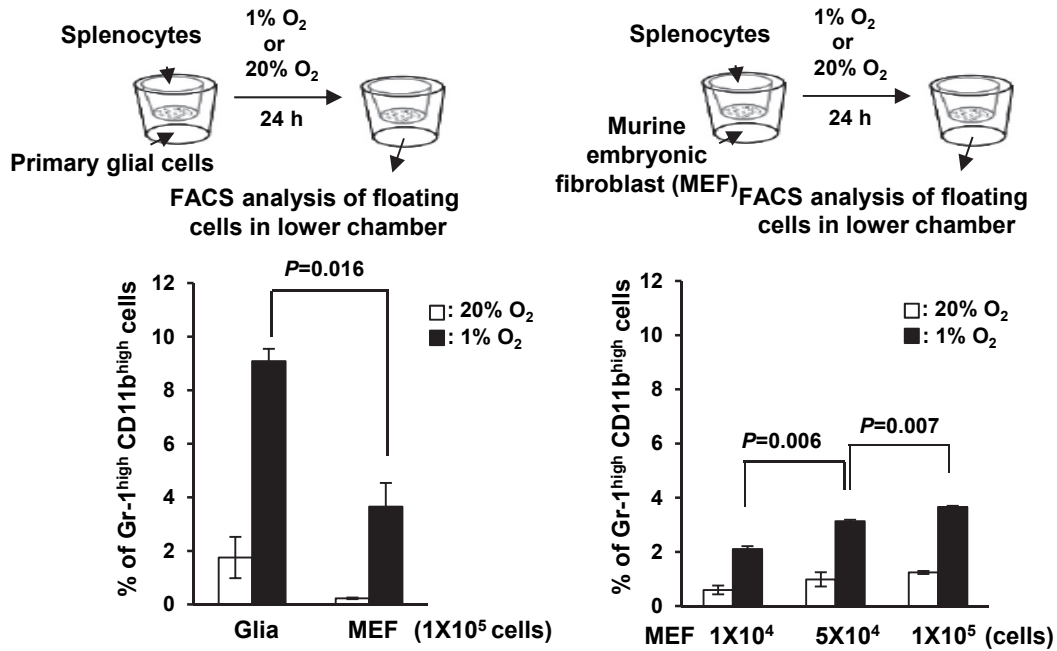 Splenocytes
1% O2
or
20% O2
24 h
Primary glial cells
FACS analysis of floating
cells in lower chamber
Splenocytes
1% O2
or
20% O2
24 h
Murine
embryonic
fibroblast (MEF)
FACS analysis of floating
cells in lower chamber
% of Gr-1high CD11bhigh cells
12
10
8
6
4
2
0
P=0.016
: 20% O2
: 1% O2
Glia
MEF
(1X105 cells)
% of Gr-1high CD11bhigh cells
12
10
8
6
4
2
0
: 20% O2
: 1% O2
P=0.006
P=0.007
MEF
1X104
5X104
1X105
(cells)